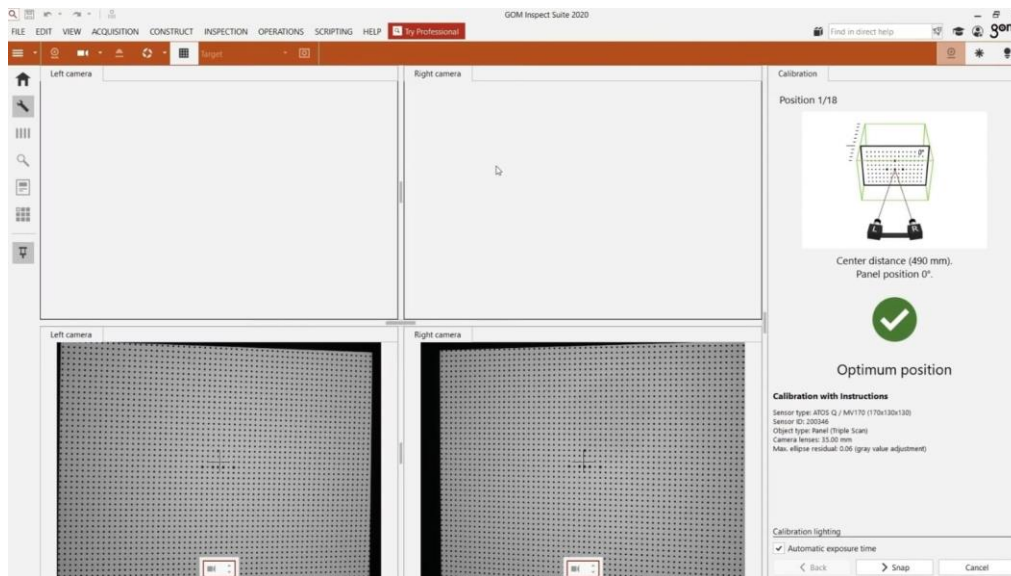 GOM Inspect Suite 2020
FILE EDIT VIEW ACQUISITION CONSTRUCT INSPECTION OPERATIONS SCRIPTING HELP Try Professional
Find in direct help
gom
Target
Left camera
Right camera
Calibration
Position 1/18
0°
L R
Center distance (490 mm).
Panel position 0°.
Left camera
Right camera
Optimum position
Calibration with Instructions
Sensor type: ATOS Q / MV170 (170x130x130)
Sensor ID: 200346
Object type: Panel (Triple Scan)
Camera lenses: 35.00 mm
Max. ellipse residual: 0.06 (gray value adjustment)
Calibration lighting
Automatic exposure time
Back
Snap
Cancel